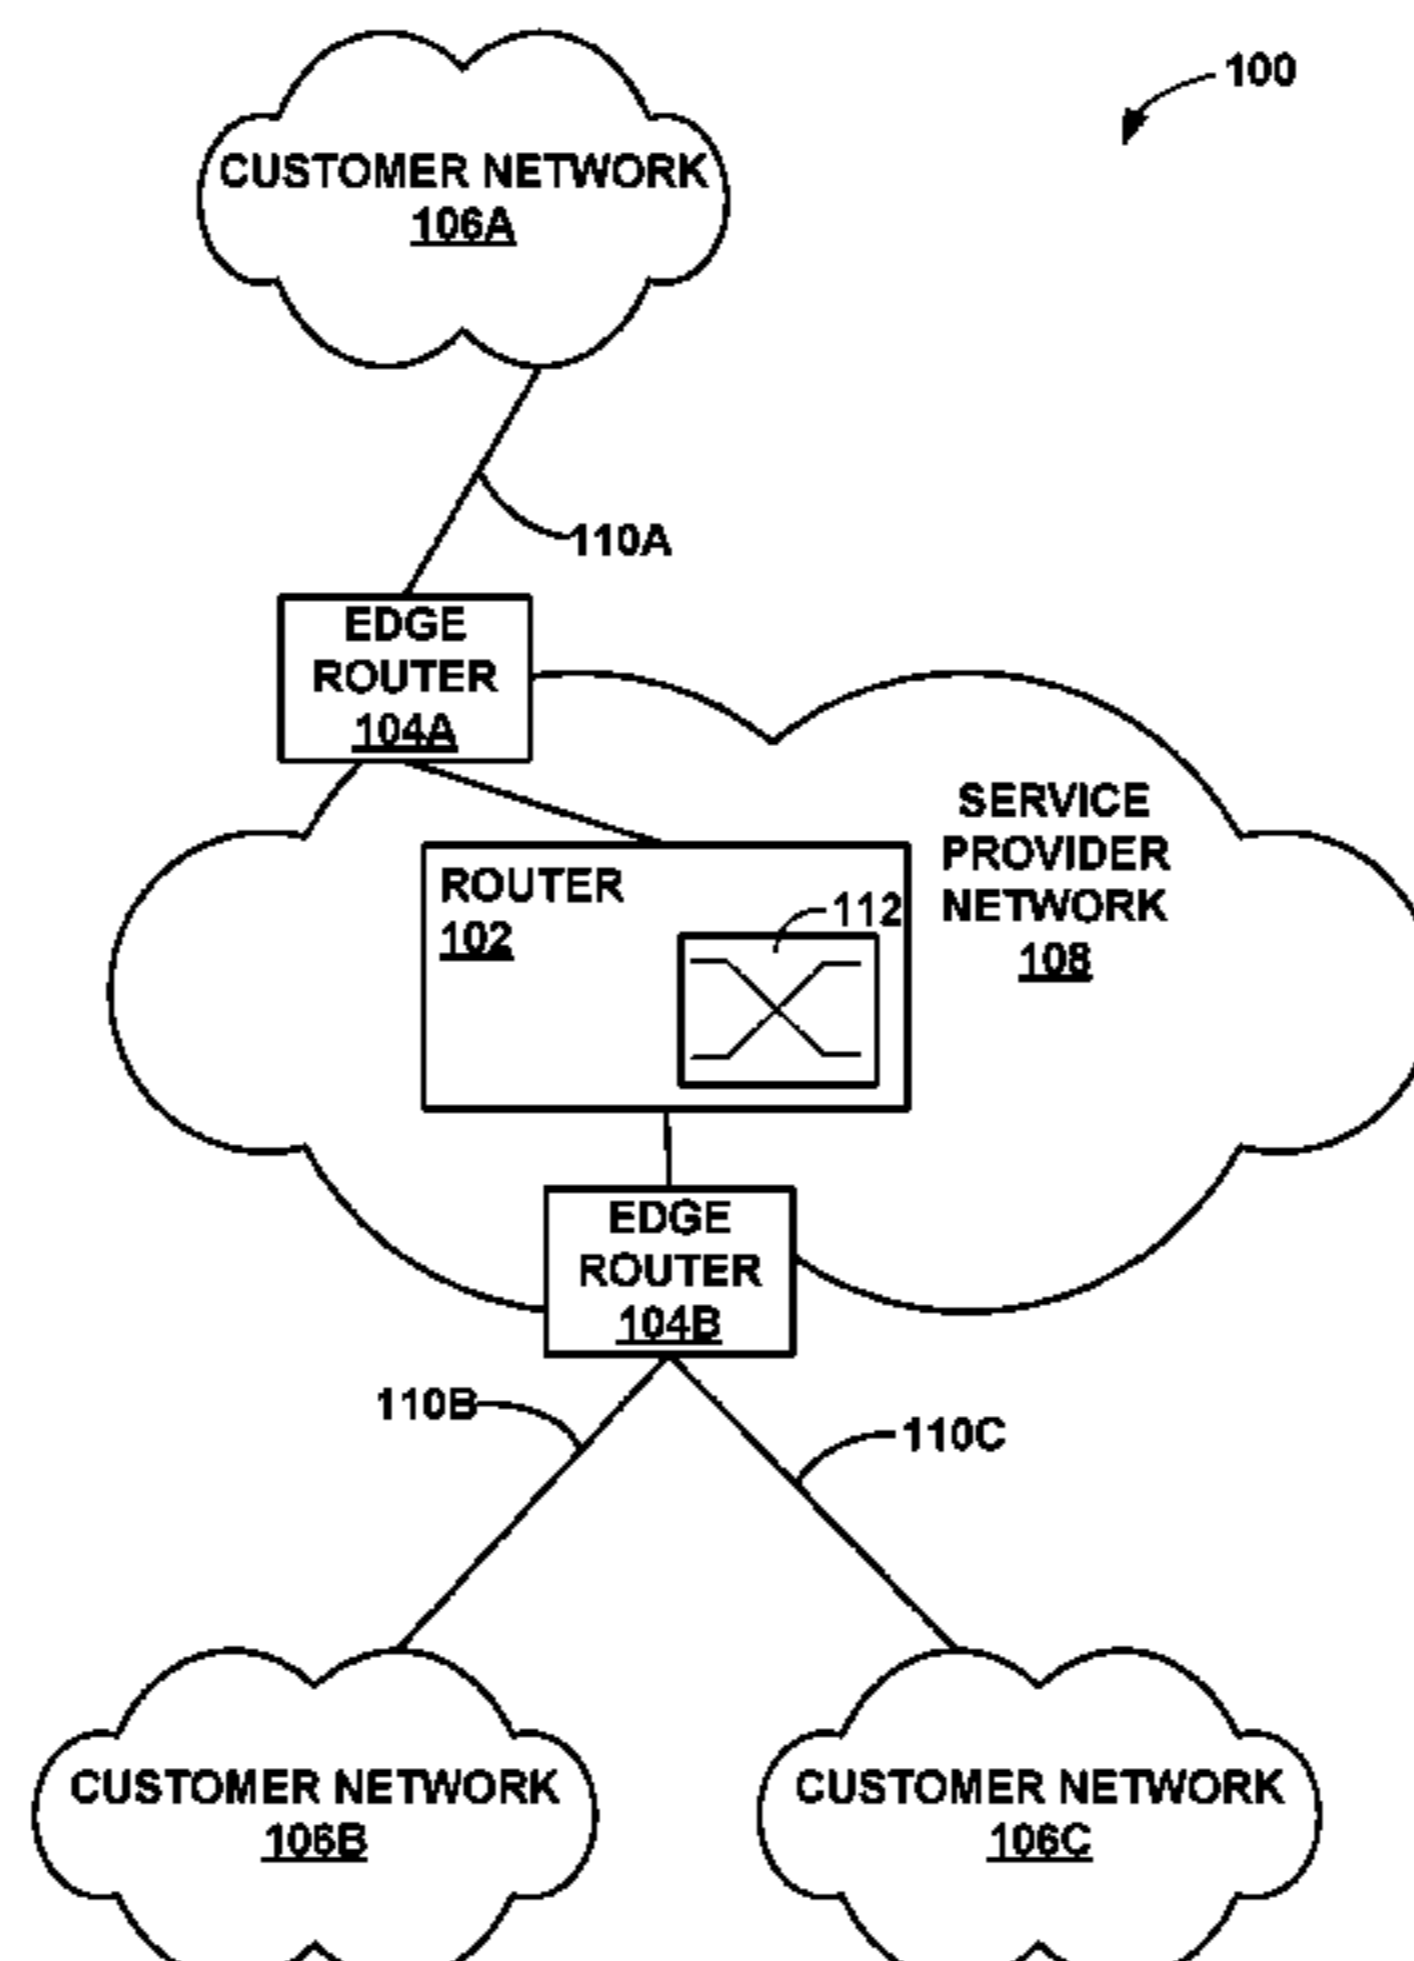 100
CUSTOMER NETWORK
106A
110A
EDGE
ROUTER
104A
SERVICE
PROVIDER
NETWORK
108
ROUTER
102
112
EDGE
ROUTER
104B
110B
110C
CUSTOMER NETWORK
106B
CUSTOMER NETWORK
106C